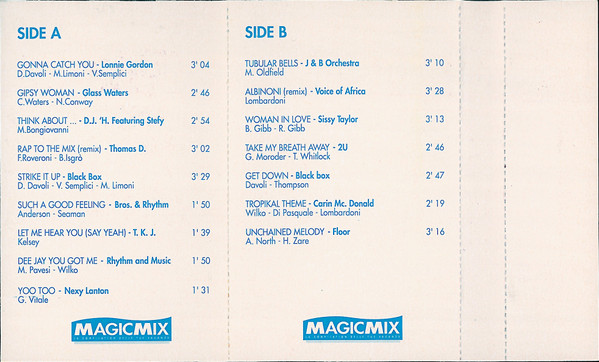 SIDE A
GONNA CATCH YOU - Lonnie Gordon 3' 04
D.Davoli - M.Limoni - V.Semplici
GIPSY WOMAN - Glass Waters 2' 46
C.Waters - N.Conway
THINK ABOUT ... - D.J. 'H. Featuring Stefy 2' 54
M.Bongiovanni
RAP TO THE MIX (remix) - Thomas D. 3' 02
F.Roveroni - B.Isgrò
STRIKE IT UP - Black Box 3' 29
D. Davoli - V. Semplici - M. Limoni
SUCH A GOOD FEELING - Bros. & Rhythm 1' 50
Anderson - Seaman
LET ME HEAR YOU (SAY YEAH) - T. K. J. 1' 39
Kelsey
DEE JAY YOU GOT ME - Rhythm and Music 1' 50
M. Pavesi - Wilko
YOO TOO - Nexy Lanton 1' 31
G. Vitale
MAGICMIX
SIDE B
TUBULAR BELLS - J & B Orchestra 3' 10
M. Oldfield
ALBINONI (remix) - Voice of Africa 3' 28
Lombardoni
WOMAN IN LOVE - Sissy Taylor 3' 13
B. Gibb - R. Gibb
TAKE MY BREATH AWAY - 2U 2' 46
G. Moroder - T. Whitlock
GET DOWN - Black box 2' 47
Davoli - Thompson
TROPIKAL THEME - Carin Mc. Donald 2' 19
Wilko - Di Pasquale - Lombardoni
UNCHAINED MELODY - Floor 3' 16
A. North - H. Zare
MAGICMIX